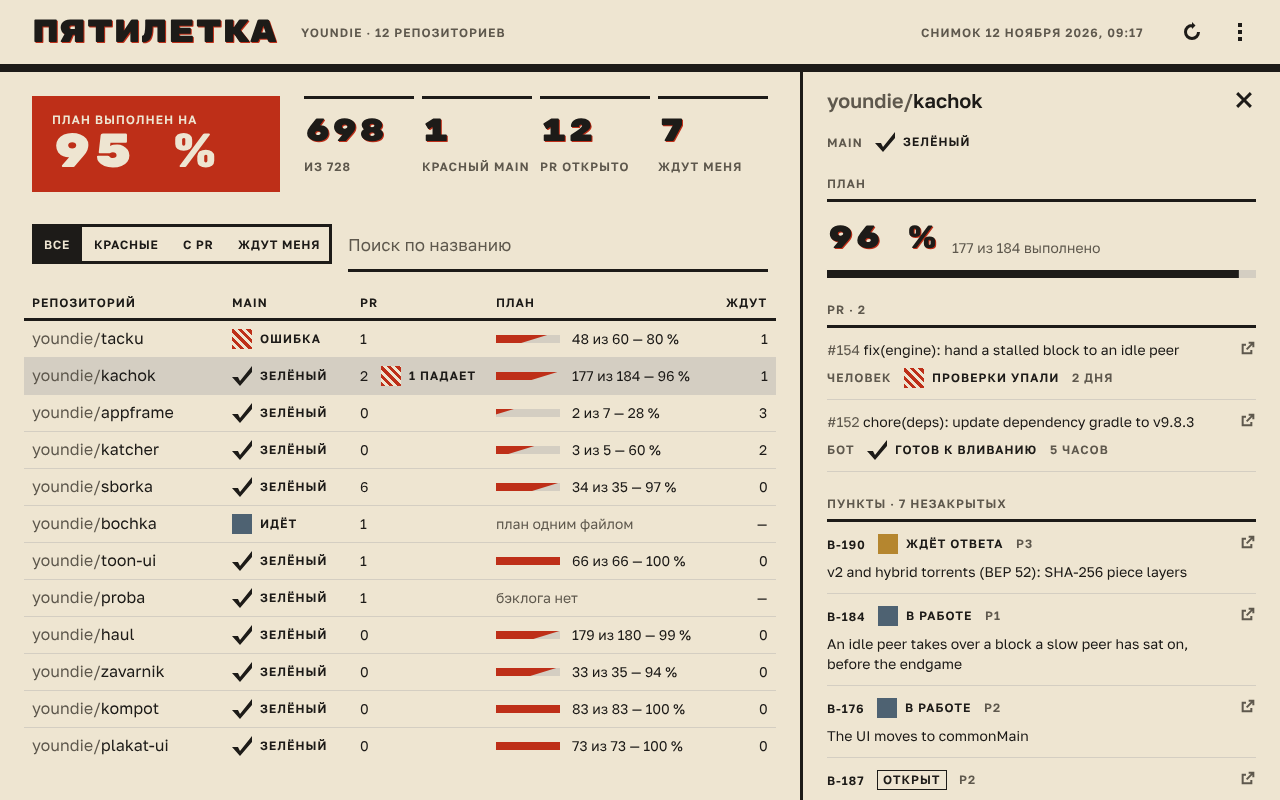 ПЯТИЛЕТКА
YOUNDIE · 12 РЕПОЗИТОРИЕВ
СНИМОК 12 НОЯБРЯ 2026, 09:17
ПЛАН ВЫПОЛНЕН НА
95 %
698
ИЗ 728
1
КРАСНЫЙ MAIN
12
PR ОТКРЫТО
7
ЖДУТ МЕНЯ
ВСЕ КРАСНЫЕ С PR ЖДУТ МЕНЯ
Поиск по названию
РЕПОЗИТОРИЙ MAIN PR ПЛАН ЖДУТ
youndie/tacku ОШИБКА 1 48 из 60 — 80 % 1
youndie/kachok ЗЕЛЁНЫЙ 2 1 ПАДАЕТ 177 из 184 — 96 % 1
youndie/appframe ЗЕЛЁНЫЙ 0 2 из 7 — 28 % 3
youndie/katcher ЗЕЛЁНЫЙ 0 3 из 5 — 60 % 2
youndie/sborka ЗЕЛЁНЫЙ 6 34 из 35 — 97 % 0
youndie/bochka ИДЁТ 1 план одним файлом —
youndie/toon-ui ЗЕЛЁНЫЙ 1 66 из 66 — 100 % 0
youndie/proba ЗЕЛЁНЫЙ 1 бэклога нет —
youndie/haul ЗЕЛЁНЫЙ 0 179 из 180 — 99 % 0
youndie/zavarnik ЗЕЛЁНЫЙ 0 33 из 35 — 94 % 0
youndie/kompot ЗЕЛЁНЫЙ 0 83 из 83 — 100 % 0
youndie/plakat-ui ЗЕЛЁНЫЙ 0 73 из 73 — 100 % 0
youndie/kachok
MAIN ЗЕЛЁНЫЙ
ПЛАН
96 % 177 из 184 выполнено
PR · 2
#154 fix(engine): hand a stalled block to an idle peer
ЧЕЛОВЕК ПРОВЕРКИ УПАЛИ 2 ДНЯ
#152 chore(deps): update dependency gradle to v9.8.3
БОТ ГОТОВ К ВЛИВАНИЮ 5 ЧАСОВ
ПУНКТЫ · 7 НЕЗАКРЫТЫХ
B-190 ЖДЁТ ОТВЕТА P3
v2 and hybrid torrents (BEP 52): SHA-256 piece layers
B-184 В РАБОТЕ P1
An idle peer takes over a block a slow peer has sat on,
before the endgame
B-176 В РАБОТЕ P2
The UI moves to commonMain
B-187 ОТКРЫТ P2